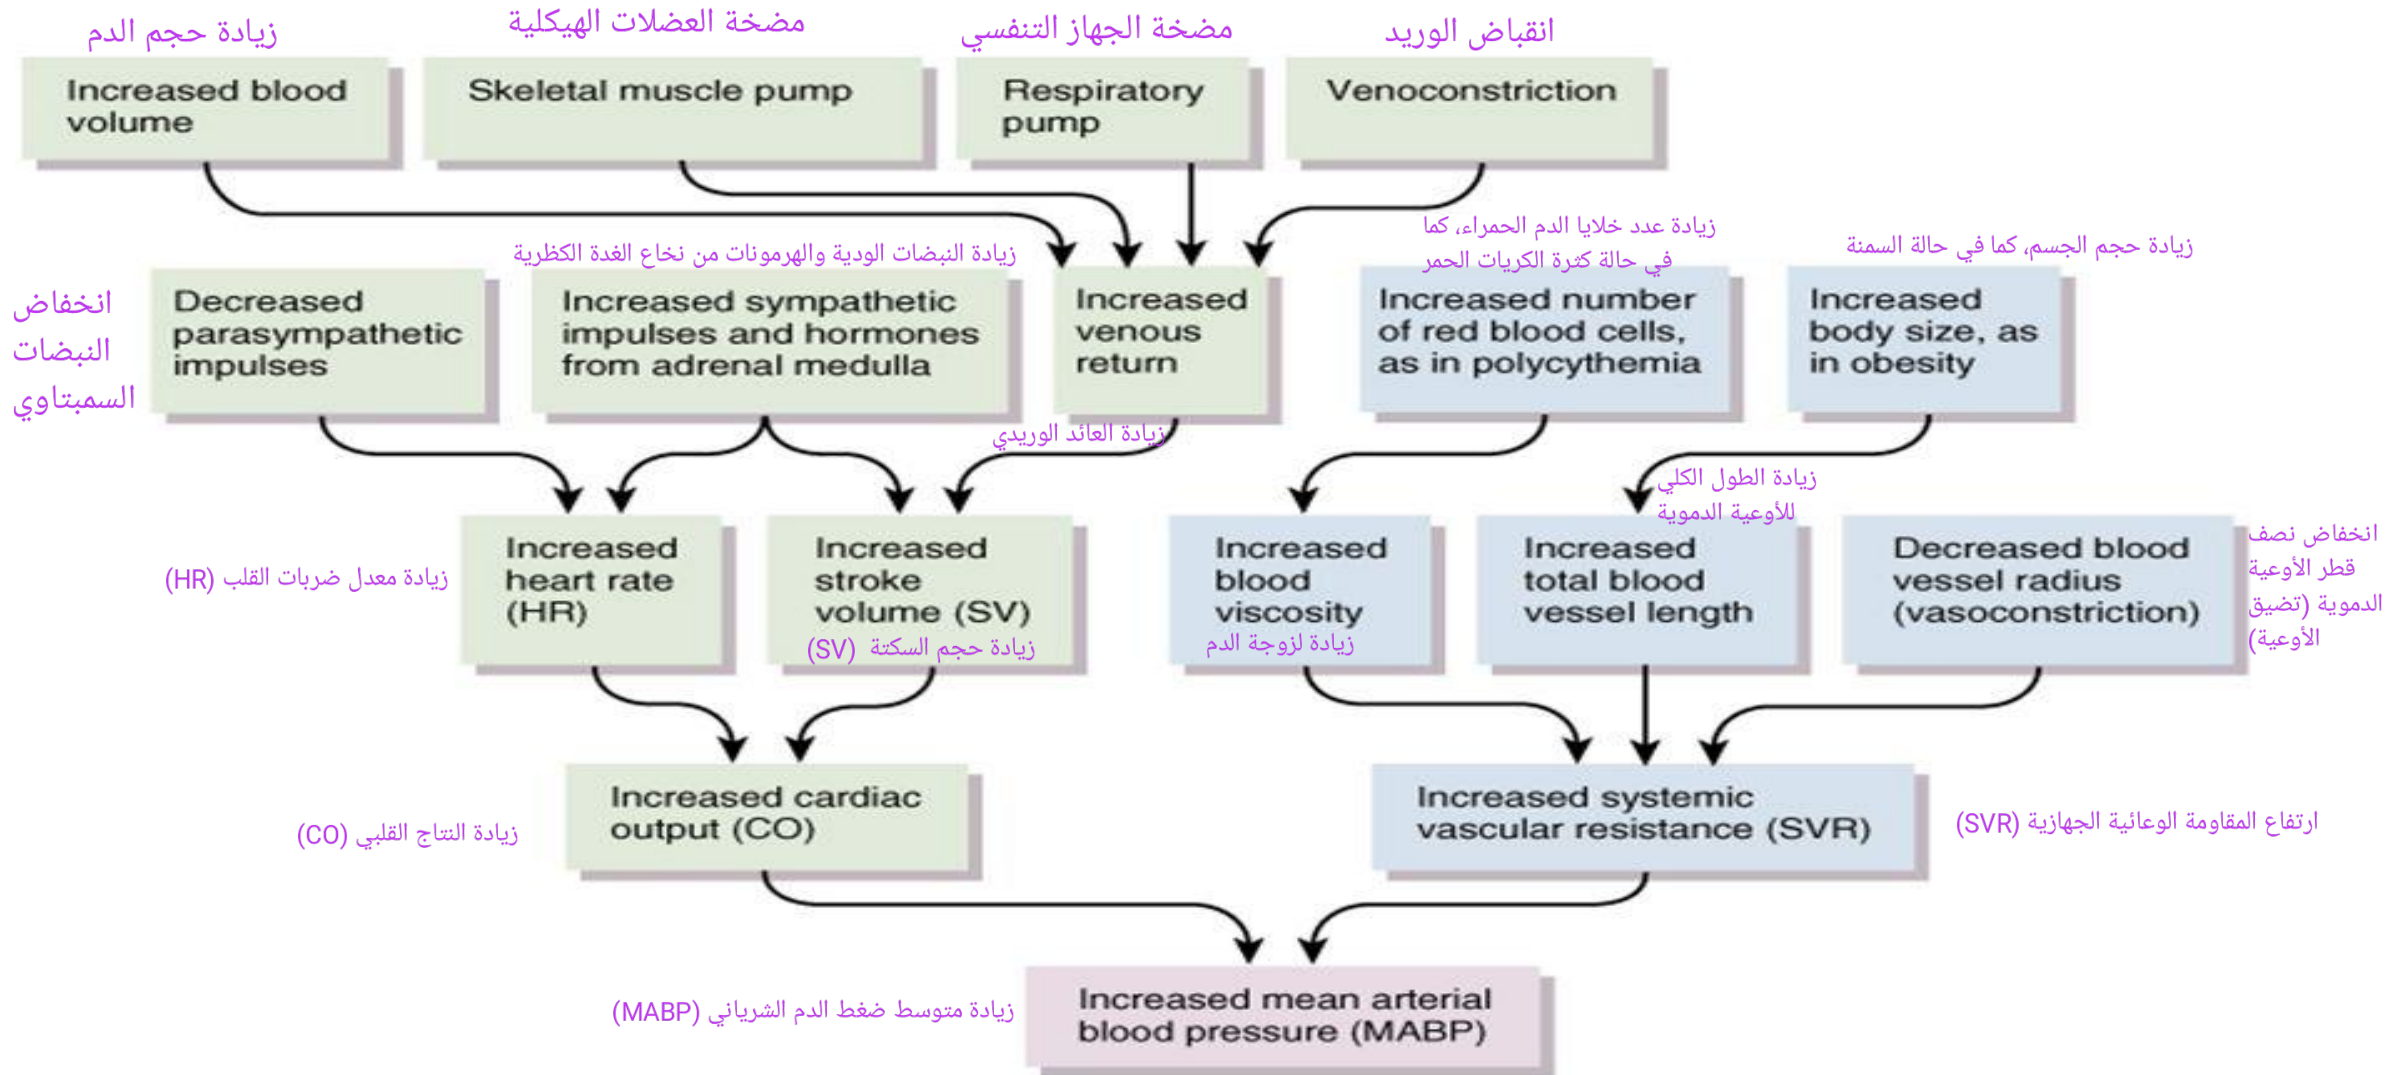 زيادة حجم الدم
مضخة العضلات الهيكلية
مضخة الجهاز التنفسي
انقباض الوريد
Increased blood
volume
Skeletal muscle pump
Respiratory
pump
Venoconstriction
زيادة النبضات الودية والهرمونات من نخاع الغدة الكظرية
زيادة عدد خلايا الدم الحمراء، كما
في حالة كثرة الكريات الحمر
زيادة حجم الجسم، كما في حالة السمنة
انخفاض
النبضات
السمبتاوي
Decreased
parasympathetic
impulses
Increased sympathetic
impulses and hormones
from adrenal medulla
Increased
venous
return
Increased number
of red blood cells,
as in polycythemia
Increased
body size, as
in obesity
زيادة العائد الوريدي
زيادة الطول الكلي
للأوعية الدموية
زيادة معدل ضربات القلب (HR)
Increased
heart rate
(HR)
Increased
stroke
volume (SV)
زيادة حجم السكتة (SV)
Increased
blood
viscosity
زيادة لزوجة الدم
Increased
total blood
vessel length
Decreased blood
vessel radius
(vasoconstriction)
انخفاض نصف
قطر الأوعية
الدموية (تضيق
الأوعية)
زيادة النتاج القلبي (CO)
Increased cardiac
output (CO)
Increased systemic
vascular resistance (SVR)
ارتفاع المقاومة الوعائية الجهازية (SVR)
زيادة متوسط ضغط الدم الشرياني (MABP)
Increased mean arterial
blood pressure (MABP)